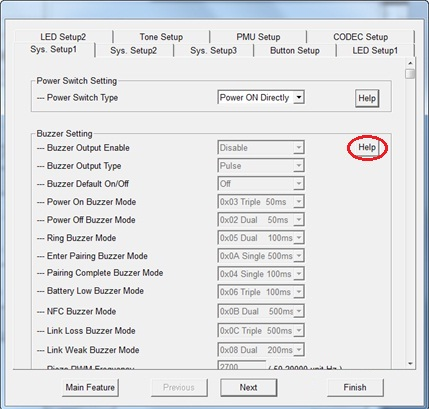 LED Setup2 Tone Setup PMU Setup CODEC Setup
Sys. Setup1 Sys. Setup2 Sys. Setup3 Button Setup LED Setup1
Power Switch Setting
--- Power Switch Type Power ON Directly Help
Buzzer Setting
--- Buzzer Output Enable Disable Help
--- Buzzer Output Type Pulse
--- Buzzer Default On/Off Off
--- Power On Buzzer Mode 0x03 Triple 50ms
--- Power Off Buzzer Mode 0x02 Dual 50ms
--- Ring Buzzer Mode 0x05 Dual 100ms
--- Enter Pairing Buzzer Mode 0x0A Single 500ms
--- Pairing Complete Buzzer Mode 0x04 Single 100ms
--- Battery Low Buzzer Mode 0x06 Triple 100ms
--- NFC Buzzer Mode 0x0B Dual 500ms
--- Link Loss Buzzer Mode 0x0C Triple 500ms
--- Link Weak Buzzer Mode 0x08 Dual 200ms
--- Piezo PWM Frequency 2700 ( 50-20000 unit Hz )
Main Feature Previous Next Finish